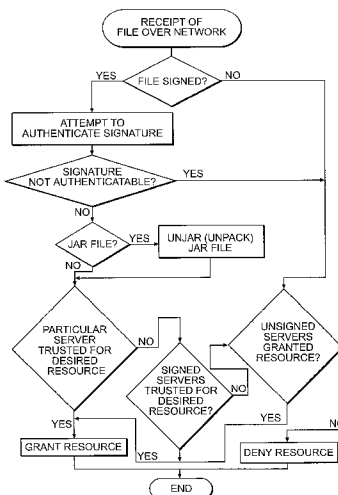 RECEIPT OF
FILE OVER NETWORK
YES
FILE SIGNED?
NO
ATTEMPT TO
AUTHENTICATE SIGNATURE
SIGNATURE
NOT AUTHENTICATABLE?
YES
NO
JAR FILE?
YES
UNJAR (UNPACK)
JAR FILE
NO
PARTICULAR
SERVER
TRUSTED FOR
DESIRED
RESOURCE
NO
SIGNED
SERVERS
TRUSTED FOR
DESIRED
RESOURCE?
NO
UNSIGNED
SERVERS
GRANTED
RESOURCE?
YES
YES
NO
GRANT RESOURCE
YES
DENY RESOURCE
END